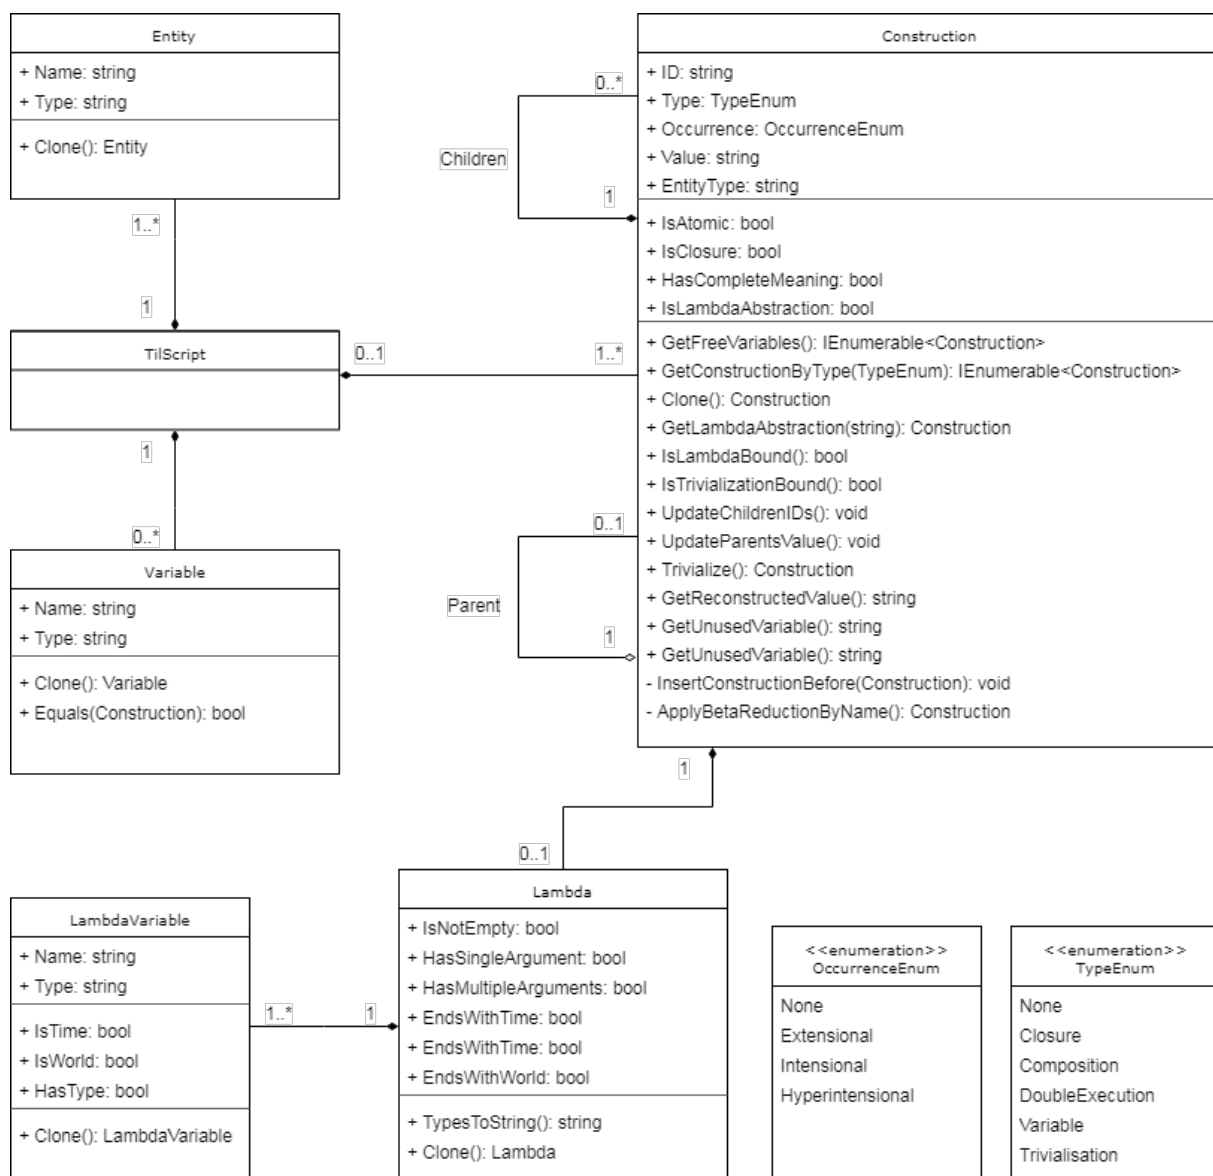 Entity
+ Name: string
+ Type: string
+ Clone(): Entity
1..*
1
TilScript
0..1
1..*
1
0..*
Variable
+ Name: string
+ Type: string
+ Clone(): Variable
+ Equals(Construction): bool
Construction
+ ID: string
+ Type: TypeEnum
+ Occurrence: OccurrenceEnum
+ Value: string
+ EntityType: string
+ IsAtomic: bool
+ IsClosure: bool
+ HasCompleteMeaning: bool
+ IsLambdaAbstraction: bool
+ GetFreeVariables(): IEnumerable<Construction>
+ GetConstructionByType(TypeEnum): IEnumerable<Construction>
+ Clone(): Construction
+ GetLambdaAbstraction(string): Construction
+ IsLambdaBound(): bool
+ IsTrivializationBound(): bool
+ UpdateChildrenIDs(): void
+ UpdateParentsValue(): void
+ Trivialize(): Construction
+ GetReconstructedValue(): string
+ GetUnusedVariable(): string
+ GetUnusedVariable(): string
- InsertConstructionBefore(Construction): void
- ApplyBetaReductionByName(): Construction
0..*
Children
1
0..1
Parent
1
1
0..1
Lambda
+ IsNotEmpty: bool
+ HasSingleArgument: bool
+ HasMultipleArguments: bool
+ EndsWithTime: bool
+ EndsWithTime: bool
+ EndsWithWorld: bool
+ TypesToString(): string
+ Clone(): Lambda
1..*
1
LambdaVariable
+ Name: string
+ Type: string
+ IsTime: bool
+ IsWorld: bool
+ HasType: bool
+ Clone(): LambdaVariable
<<enumeration>>
OccurrenceEnum
None
Extensional
Intensional
Hyperintensional
<<enumeration>>
TypeEnum
None
Closure
Composition
DoubleExecution
Variable
Trivialisation